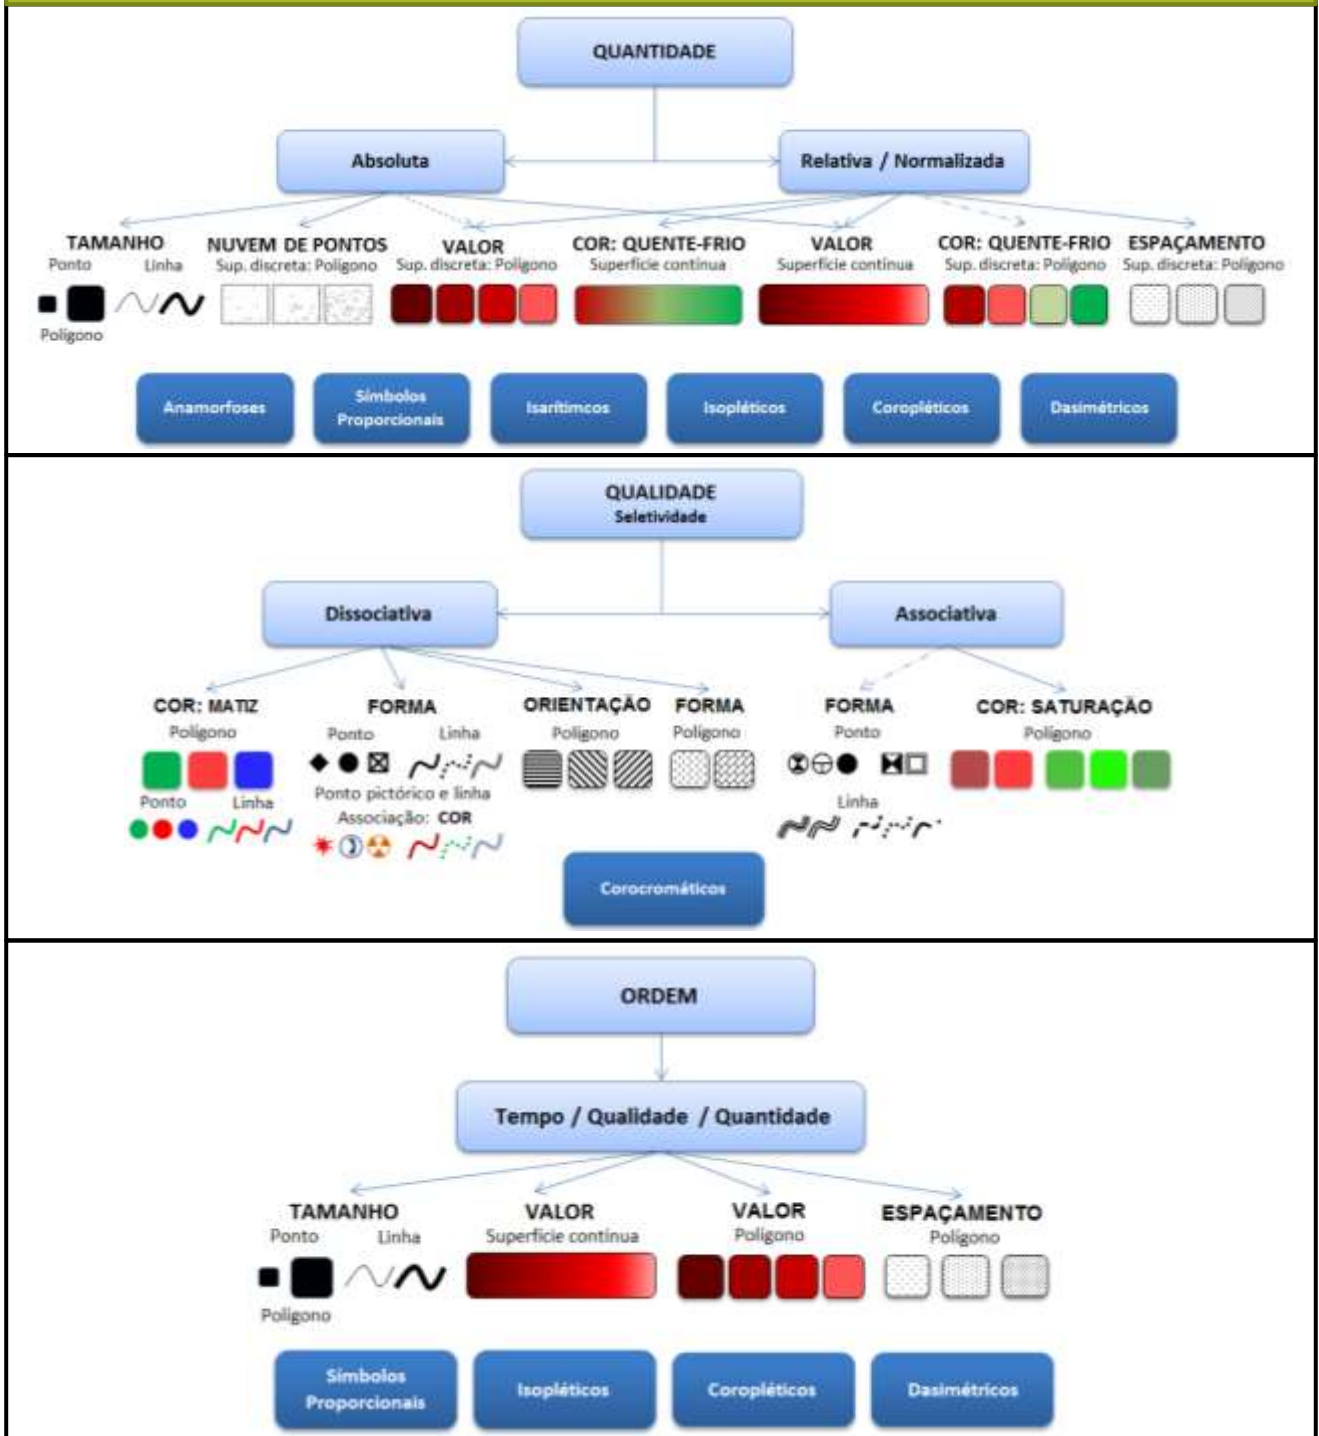 QUANTIDADE
Absoluta
Relativa / Normalizada
TAMANHO
Ponto Linha
Polígono
NUVEM DE PONTOS
Sup. discreta: Polígono
VALOR
Sup. discreta: Polígono
COR: QUENTE-FRIO
Superfície contínua
VALOR
Superfície contínua
COR: QUENTE-FRIO
Sup. discreta: Polígono
ESPAÇAMENTO
Sup. discreta: Polígono
Anamorfoses
Símbolos
Proporcionais
Isarítimcos
Isopléticos
Coropléticos
Dasimétricos
QUALIDADE
Seletividade
Dissociativa
Associativa
COR: MATIZ
Polígono
Ponto Linha
FORMA
Ponto Linha
Ponto pictórico e linha
Associação: COR
ORIENTAÇÃO
Polígono
FORMA
Polígono
FORMA
Ponto
Linha
COR: SATURAÇÃO
Polígono
Corocromáticos
ORDEM
Tempo / Qualidade / Quantidade
TAMANHO
Ponto Linha
Polígono
VALOR
Superfície contínua
VALOR
Polígono
ESPAÇAMENTO
Polígono
Símbolos
Proporcionais
Isopléticos
Coropléticos
Dasimétricos